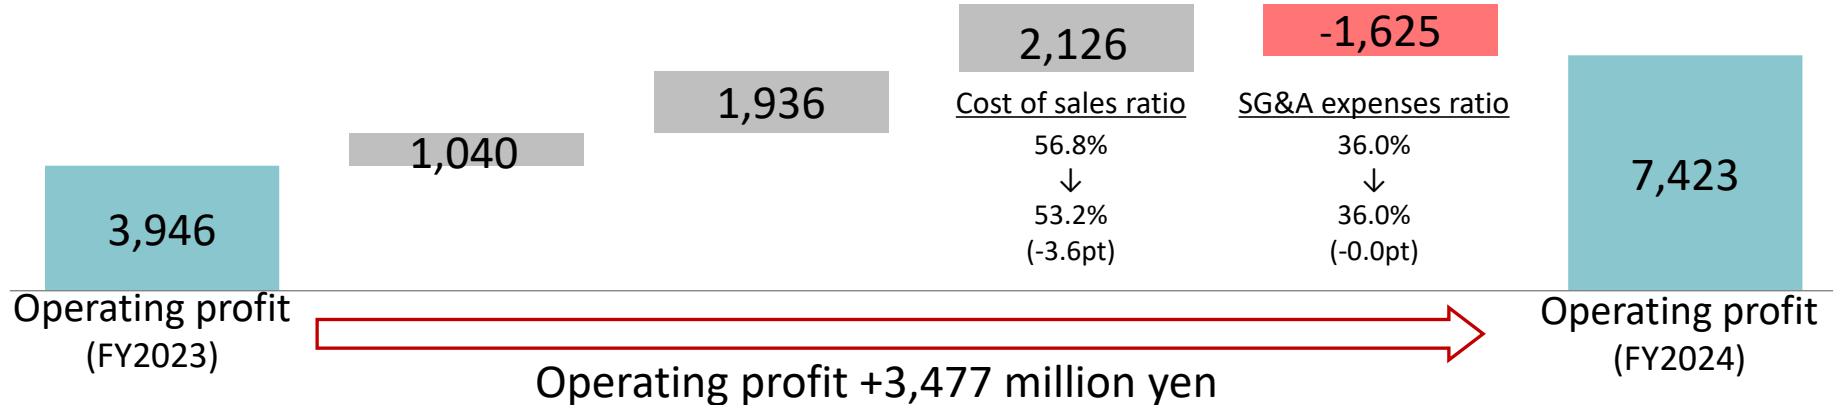 3,946
Operating profit
(FY2023)
1,040
1,936
2,126
Cost of sales ratio
56.8%
↓
53.2%
(-3.6pt)
-1,625
SG&A expenses ratio
36.0%
↓
36.0%
(-0.0pt)
7,423
Operating profit
(FY2024)
Operating profit +3,477 million yen